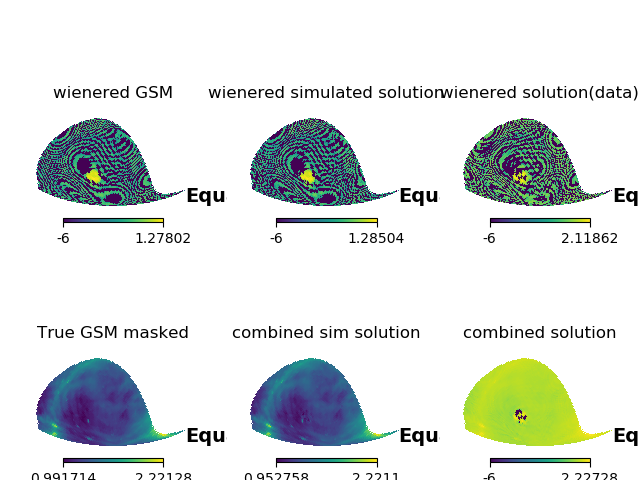 wienered GSM
wienered simulated solution
wienered solution(data)
Equ
Equ
Eq
-6 1.27802
-6 1.28504
-6 2.11862
True GSM masked
combined sim solution
combined solution
Equ
Equ
Eq
0.991714 2.22128
0.952758 2.2211
-6 2.22728